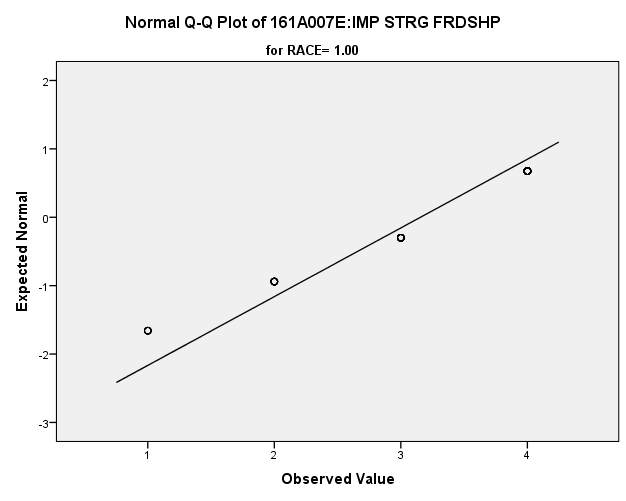 Normal Q-Q Plot of 161A007E:IMP STRG FRDSHP
for RACE= 1.00
Expected Normal
2
1
0
-1
-2
-3
1 2 3 4
Observed Value